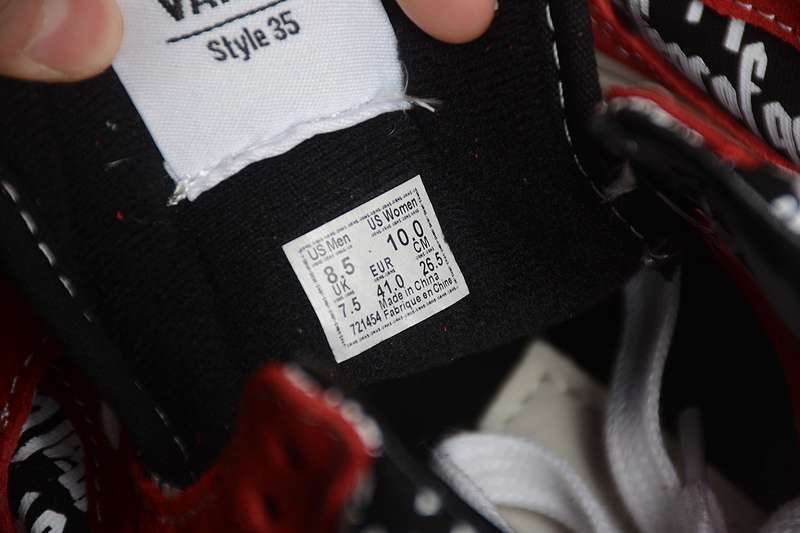 VANS
Style 35
US Men US Women
8.5 10.0
UK EUR CM
7.5 41.0 26.5
Made in China
721454 Fabrique en Chine